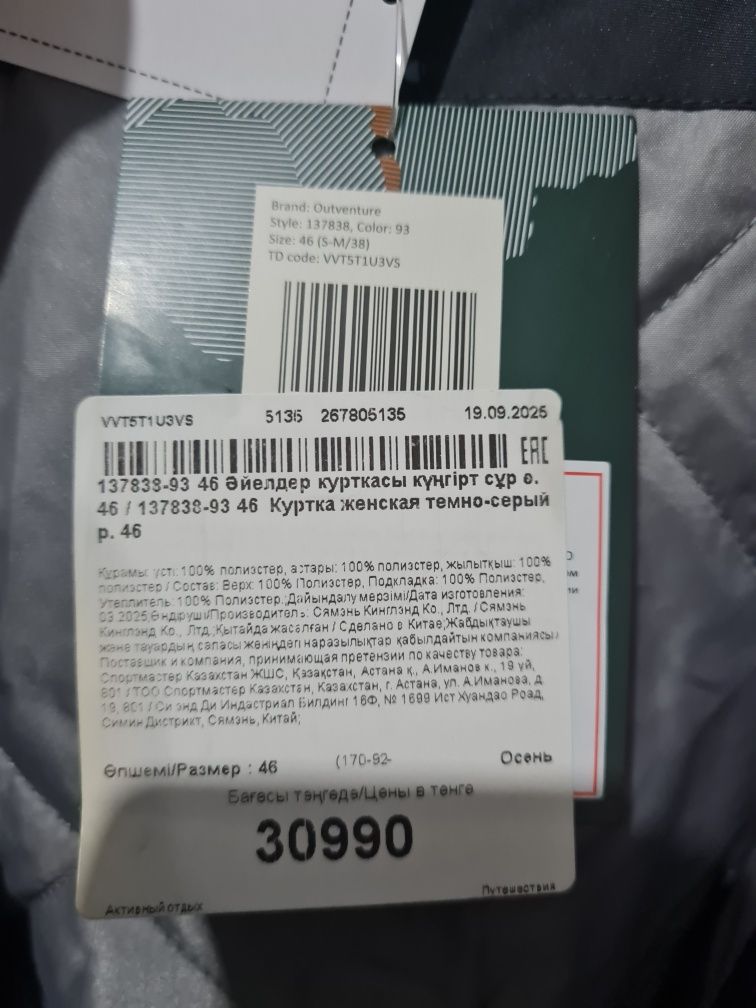 Brand: Outventure
Style: 137838, Color: 93
Size: 46 (S-M/38)
TD code: VVT5T1U3VS
VVT5T1U3VS 5136 267805135 19.09.2025
EAC
137838-93 46 Әйелдер курткасы күңгірт сұр ө.
46 / 137838-93 46 Куртка женская темно-серый
р. 46
Құрамы: үсті: 100% полиэстер, астары: 100% полиэстер, жылытқыш: 100%
полиэстер / Состав: Верх: 100% Полиэстер, Подкладка: 100% Полиэстер,
Утеплитель: 100% Полиэстер.;Дайындалу мерзімі/Дата изготовления:
03.2025;Өндіруші/Производитель: Сямэнь Кинглэнд Ко., Лтд. / Сямэнь
Кинглэнд Ко., Лтд.;Қытайда жасалған / Сделано в Китае;Жабдықтаушы
және тауардың сапасы жөніндегі наразылықтар қабылдайтын компаниясы/
Поставщик и компания, принимающая претензии по качеству товара:
Спортмастер Казахстан ЖШС, Қазақстан, Астана қ., А.Иманов к., 19 үй,
801 / ТОО Спортмастер Казахстан, Казахстан, г. Астана, ул. А.Иманова, д.
19, 801 / Си энд Ди Индастриал Билдинг 16Ф, № 1699 Ист Хуандао Роад,
Симин Дистрикт, Сямэнь, Китай;
Өлшемі/Размер : 46 (170-92- Осень
Бағасы теңгеде/Цены в тенге
30990
Активный отдых Путешествия